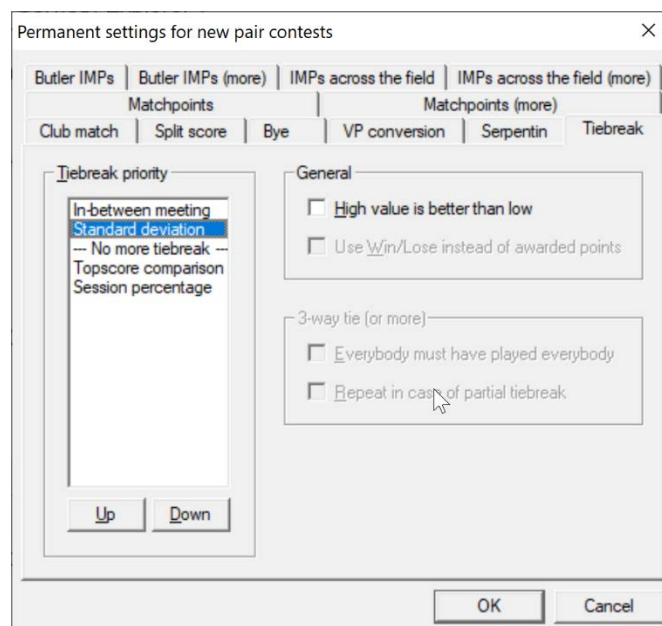 Permanent settings for new pair contests
Butler IMPs
Butler IMPs (more)
IMPs across the field
IMPs across the field (more)
Matchpoints
Matchpoints (more)
Club match
Split score
Bye
VP conversion
Serpentin
Tiebreak
Tiebreak priority
In-between meeting
Standard deviation
--- No more tiebreak ---
Topscore comparison
Session percentage
Up
Down
General
High value is better than low
Use Win/Lose instead of awarded points
3-way tie (or more)
Everybody must have played everybody
Repeat in case of partial tiebreak
OK
Cancel